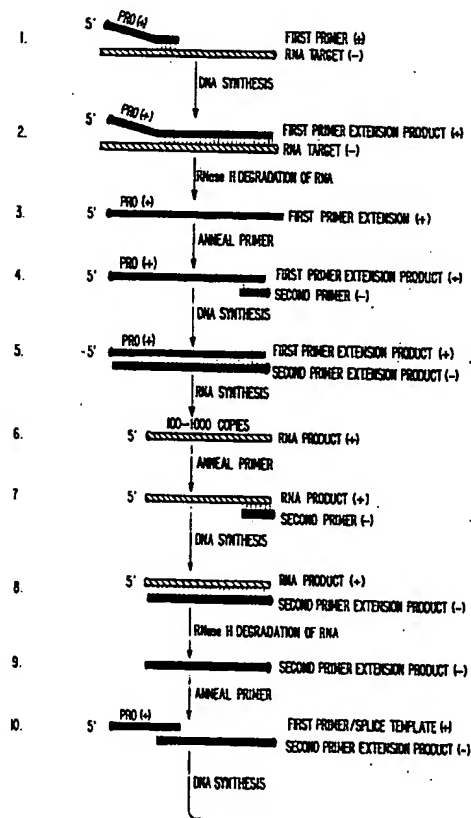 1. 5' PRO (+) FIRST PRIMER (+)
RNA TARGET (-)
DNA SYNTHESIS
2. 5' PRO (+) FIRST PRIMER EXTENSION PRODUCT (+)
RNA TARGET (-)
RNase H DEGRADATION OF RNA
3. 5' PRO (+) FIRST PRIMER EXTENSION (+)
ANNEAL PRIMER
4. 5' PRO (+) FIRST PRIMER EXTENSION PRODUCT (+)
SECOND PRIMER (-)
DNA SYNTHESIS
5. -5' PRO (+) FIRST PRIMER EXTENSION PRODUCT (+)
SECOND PRIMER EXTENSION PRODUCT (-)
RNA SYNTHESIS
100-1000 COPIES
6. 5' RNA PRODUCT (+)
ANNEAL PRIMER
7 5' RNA PRODUCT (+)
SECOND PRIMER (-)
DNA SYNTHESIS
8. 5' RNA PRODUCT (+)
SECOND PRIMER EXTENSION PRODUCT (-)
RNase H DEGRADATION OF RNA
9. SECOND PRIMER EXTENSION PRODUCT (-)
ANNEAL PRIMER
10. 5' PRO (+) FIRST PRIMER/SPLICE TEMPLATE (+)
SECOND PRIMER EXTENSION PRODUCT (-)
DNA SYNTHESIS